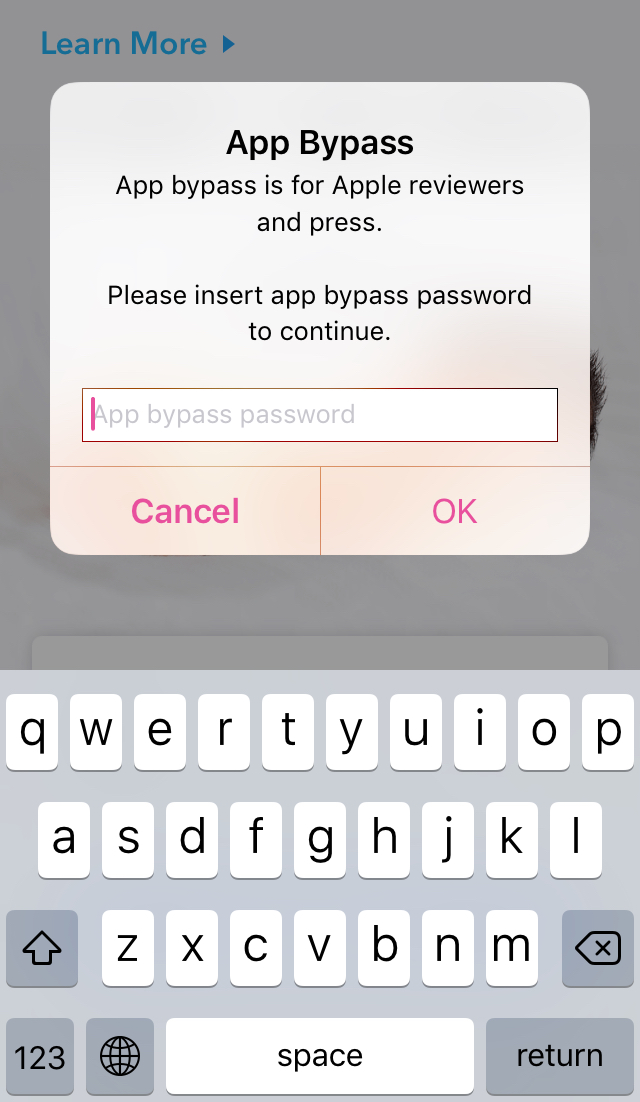 Learn More
App Bypass
App bypass is for Apple reviewers
and press.
Please insert app bypass password
to continue.
App bypass password
Cancel OK
q w e r t y u i o p
a s d f g h j k l
z x c v b n m
123 space return